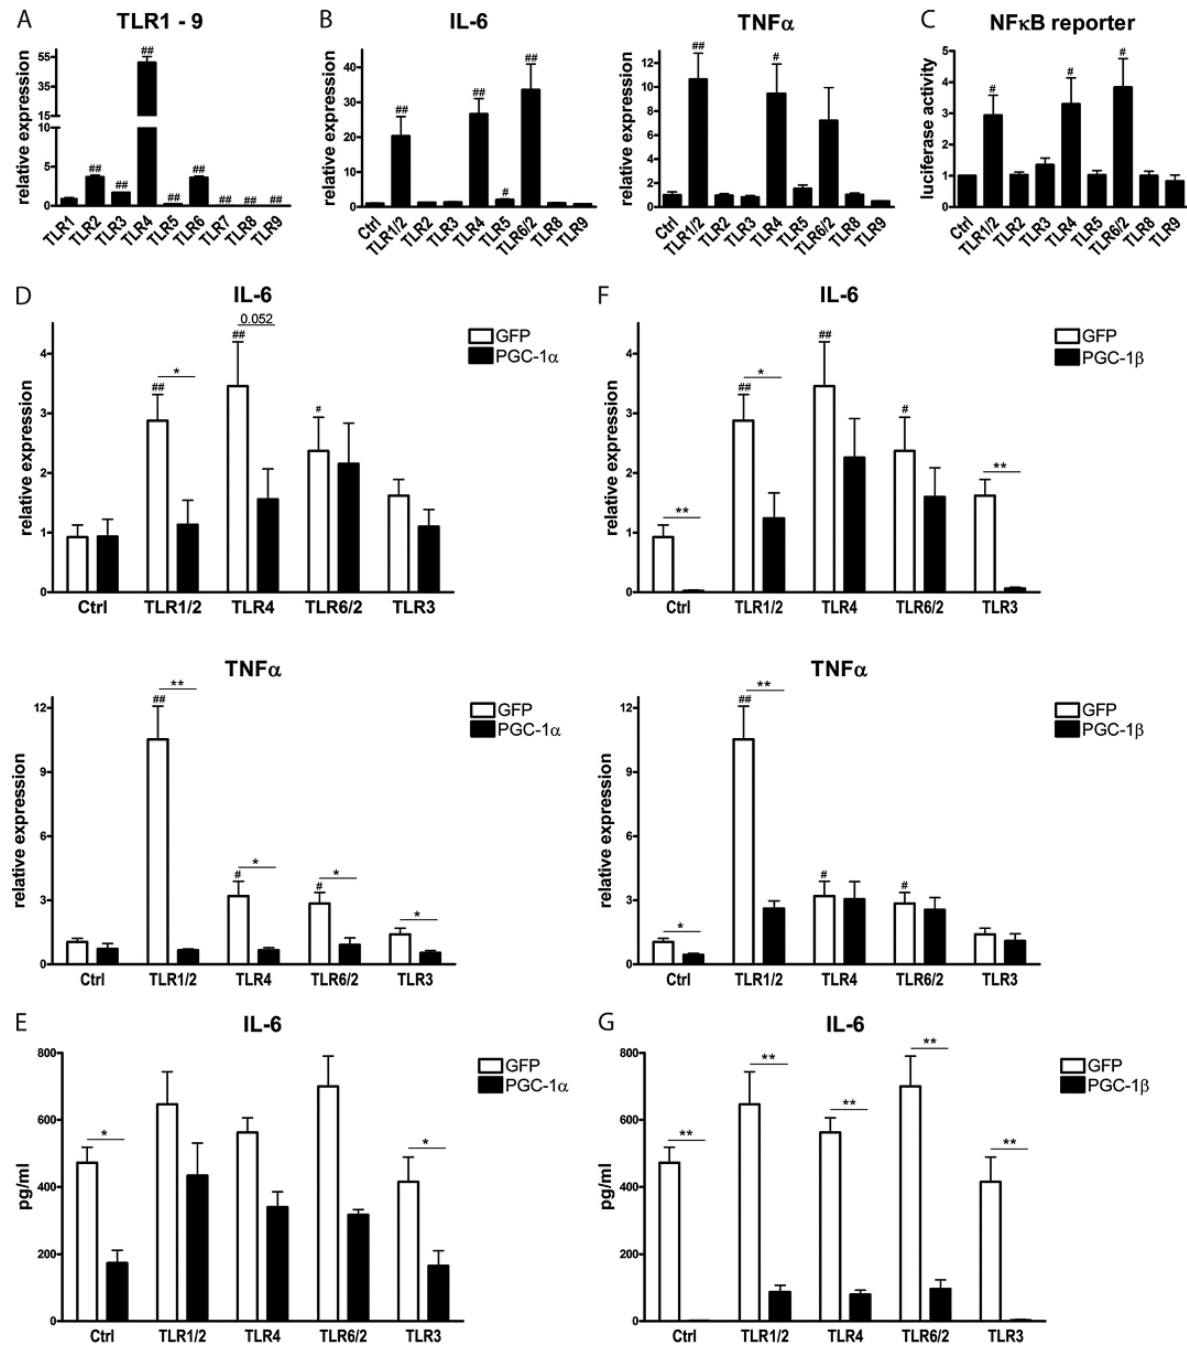 A
TLR1 - 9
relative expression
55
35
15
10
5
0
##
##
##
##
##
##
##
##
TLR1
TLR2
TLR3
TLR4
TLR5
TLR6
TLR7
TLR8
TLR9
B
IL-6
relative expression
40
30
20
10
0
##
##
#
##
Ctrl
TLR1/2
TLR2
TLR3
TLR4
TLR5
TLR6/2
TLR8
TLR9
TNFα
relative expression
12
10
8
6
4
2
0
##
#
Ctrl
TLR1/2
TLR2
TLR3
TLR4
TLR5
TLR6/2
TLR8
TLR9
C
NFκB reporter
luciferase activity
5
4
3
2
1
0
#
#
#
Ctrl
TLR1/2
TLR2
TLR3
TLR4
TLR5
TLR6/2
TLR8
TLR9
D
IL-6
relative expression
4
3
2
1
0
##
*
##
0.052
#
GFP
PGC-1α
Ctrl
TLR1/2
TLR4
TLR6/2
TLR3
F
IL-6
relative expression
4
3
2
1
0
**
##
*
##
#
**
GFP
PGC-1β
Ctrl
TLR1/2
TLR4
TLR6/2
TLR3
TNFα
relative expression
12
9
6
3
0
##
**
#
*
#
*
*
GFP
PGC-1α
Ctrl
TLR1/2
TLR4
TLR6/2
TLR3
TNFα
relative expression
12
9
6
3
0
*
##
**
#
#
GFP
PGC-1β
Ctrl
TLR1/2
TLR4
TLR6/2
TLR3
E
IL-6
pg/ml
800
600
400
200
0
*
*
GFP
PGC-1α
Ctrl
TLR1/2
TLR4
TLR6/2
TLR3
G
IL-6
pg/ml
800
600
400
200
0
**
**
**
**
**
GFP
PGC-1β
Ctrl
TLR1/2
TLR4
TLR6/2
TLR3